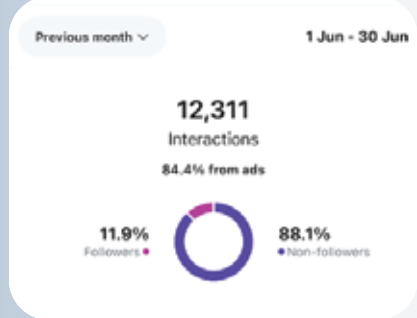 Previous month
1 Jun - 30 Jun
12,311
Interactions
84.4% from ads
11.9%
Followers
88.1%
Non-followers